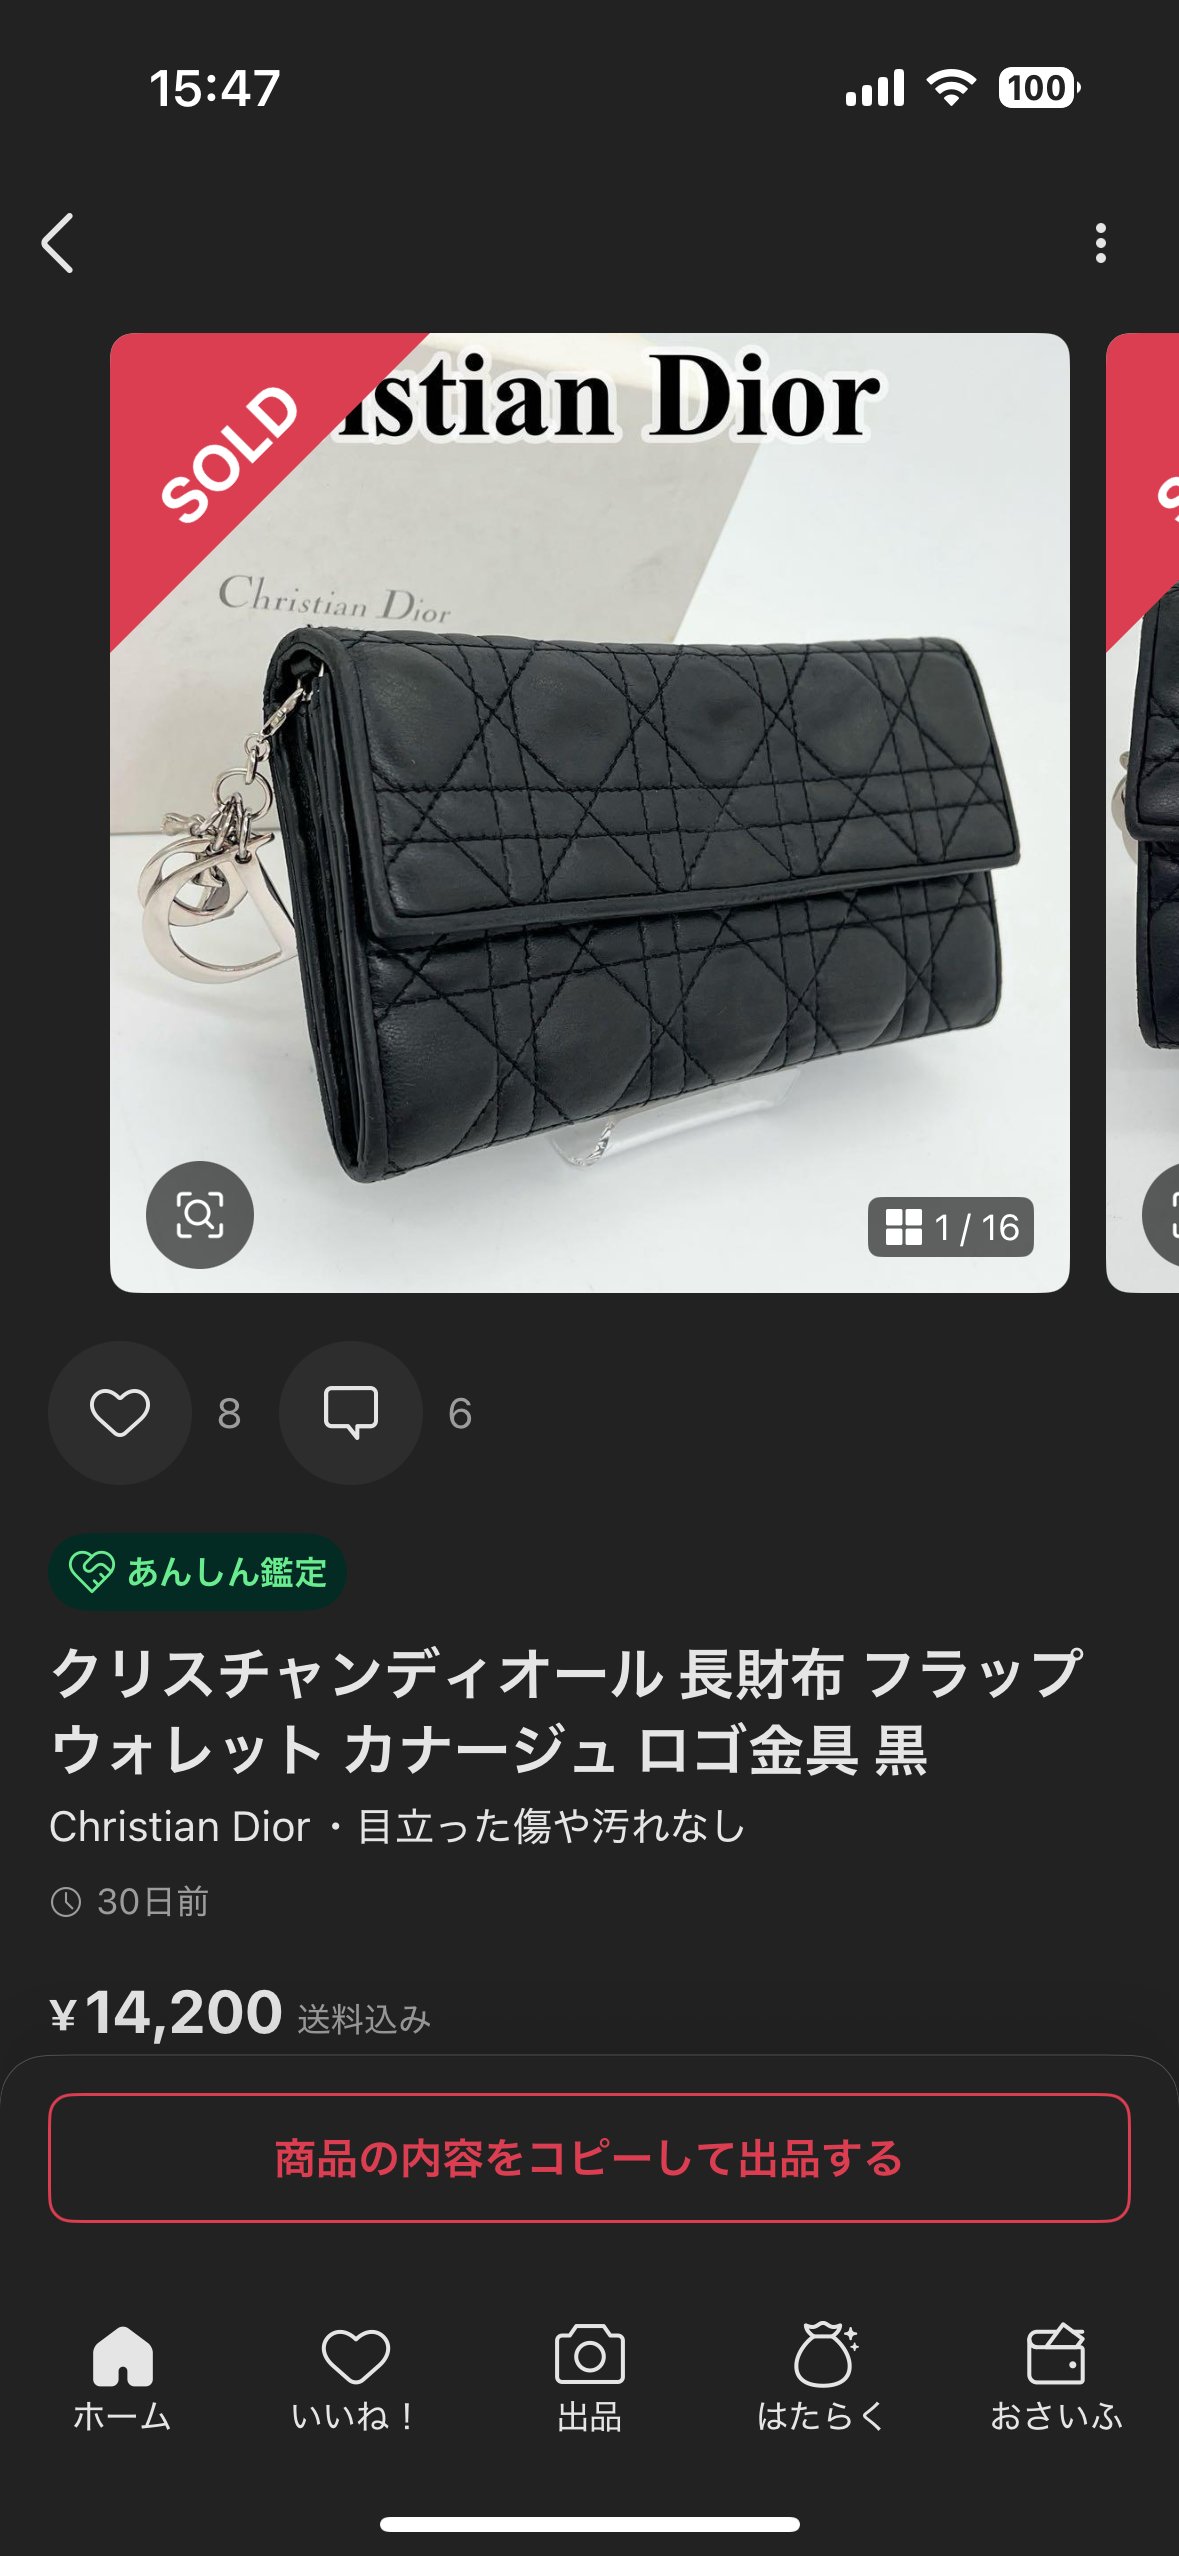 15:47
100
SOLD
istian Dior
Christian Dior
1 / 16
8
6
あんしん鑑定
クリスチャンディオール 長財布 フラップ
ウォレット カナージュ ロゴ金具 黒
Christian Dior・目立った傷や汚れなし
30日前
¥14,200 送料込み
商品の内容をコピーして出品する
ホーム
いいね！
出品
はたらく
おさいふ